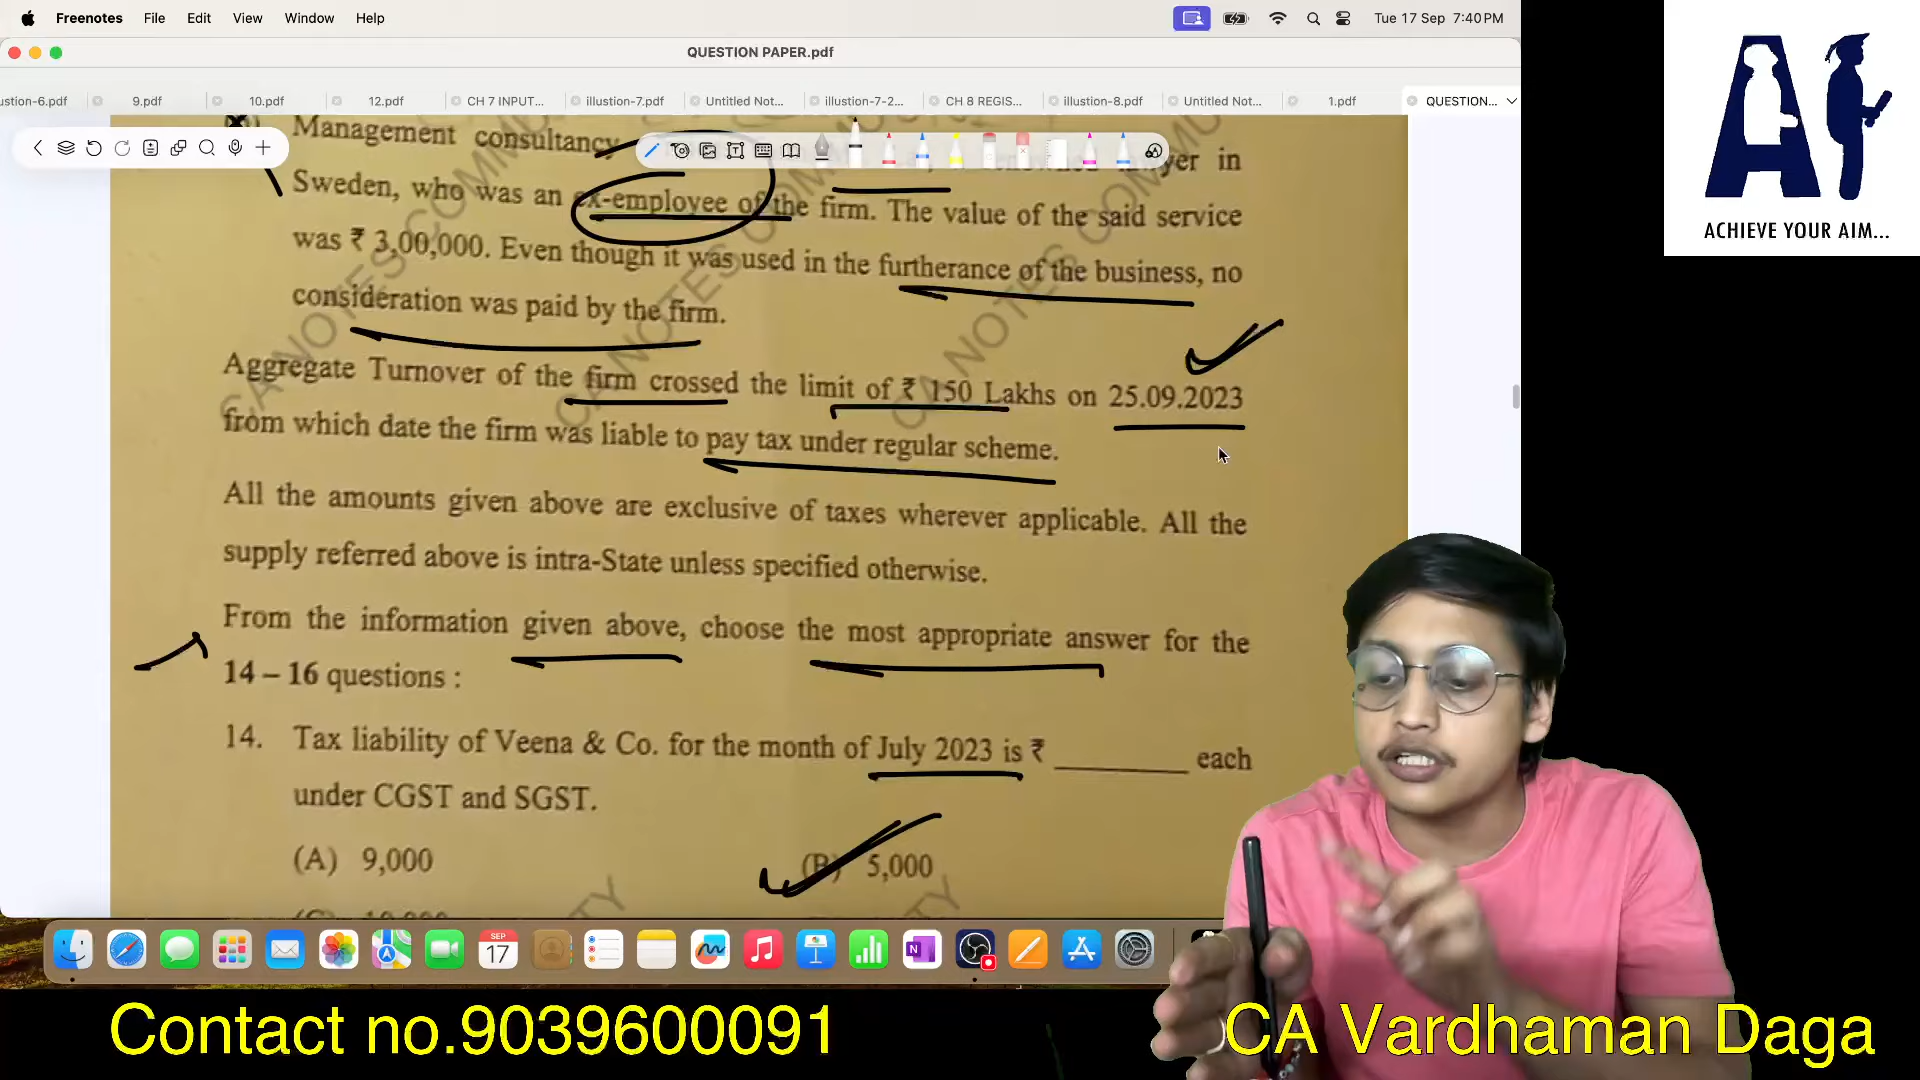 Freenotes File Edit View Window Help Tue 17 Sep 7:40 PM
QUESTION PAPER.pdf
ustion-6.pdf 9.pdf 10.pdf 12.pdf CH 7 INPUT... illustion-7.pdf Untitled Not... illustion-7-2... CH 8 REGIS... illustion-8.pdf Untitled Not... 1.pdf QUESTION...
Management consultancy
yer in
Sweden, who was an ex-employee of the firm. The value of the said service
was ₹ 3,00,000. Even though it was used in the furtherance of the business, no
consideration was paid by the firm.
Aggregate Turnover of the firm crossed the limit of ₹ 150 Lakhs on 25.09.2023
from which date the firm was liable to pay tax under regular scheme.
All the amounts given above are exclusive of taxes wherever applicable. All the
supply referred above is intra-State unless specified otherwise.
From the information given above, choose the most appropriate answer for the
14 – 16 questions :
14. Tax liability of Veena & Co. for the month of July 2023 is ₹ ________ each
under CGST and SGST.
(A) 9,000 (B) 5,000
SEP
17
AI
ACHIEVE YOUR AIM...
Contact no.9039600091
CA Vardhaman Daga